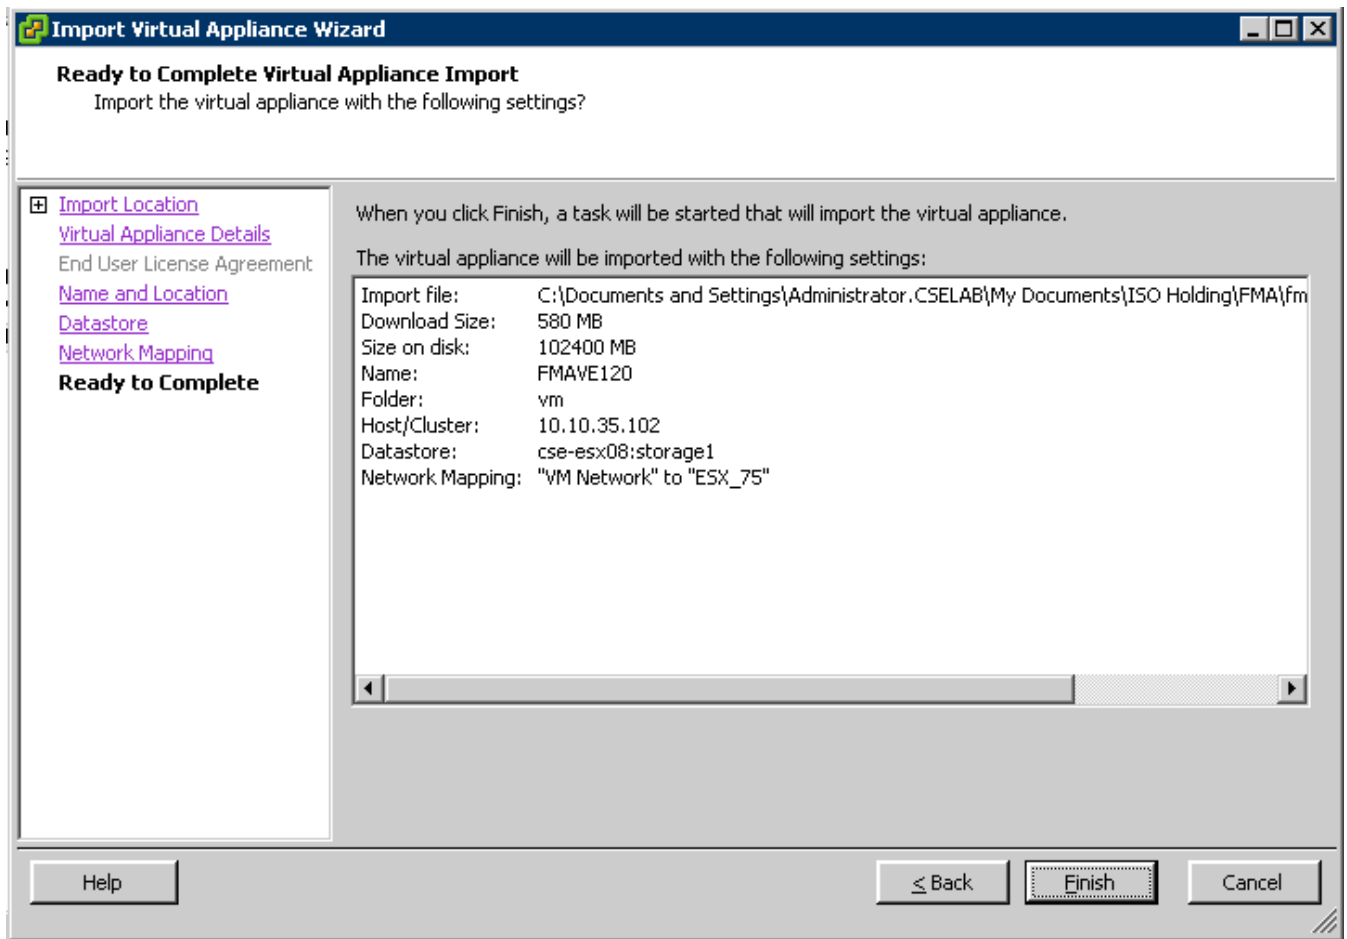 Import Virtual Appliance Wizard
Ready to Complete Virtual Appliance Import
Import the virtual appliance with the following settings?
Import Location
Virtual Appliance Details
End User License Agreement
Name and Location
Datastore
Network Mapping
Ready to Complete
When you click Finish, a task will be started that will import the virtual appliance.
The virtual appliance will be imported with the following settings:
Import file: C:\Documents and Settings\Administrator.CSELAB\My Documents\ISO Holding\FMA\fm
Download Size: 580 MB
Size on disk: 102400 MB
Name: FMAVE120
Folder: vm
Host/Cluster: 10.10.35.102
Datastore: cse-esx08:storage1
Network Mapping: "VM Network" to "ESX_75"
Help
< Back
Finish
Cancel